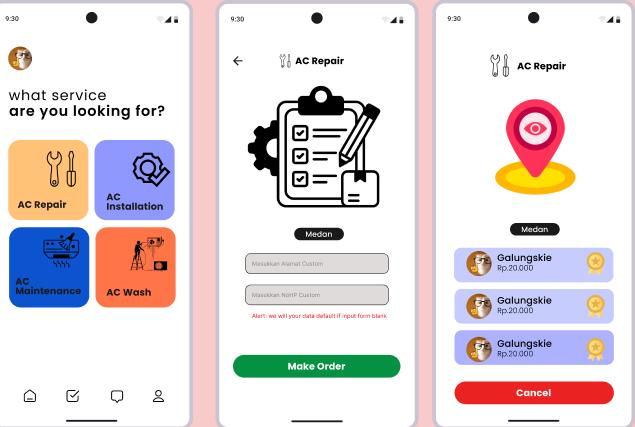 9:30
what service
are you looking for?
AC Repair
AC
Installation
AC
Maintenance
AC Wash
9:30
AC Repair
Medan
Masukkan Alamat Custom
Masukkan NoHP Custom
Alert: we will your data default if input form blank
Make Order
9:30
AC Repair
Medan
Galungskie
Rp.20.000
Galungskie
Rp.20.000
Galungskie
Rp.20.000
Cancel